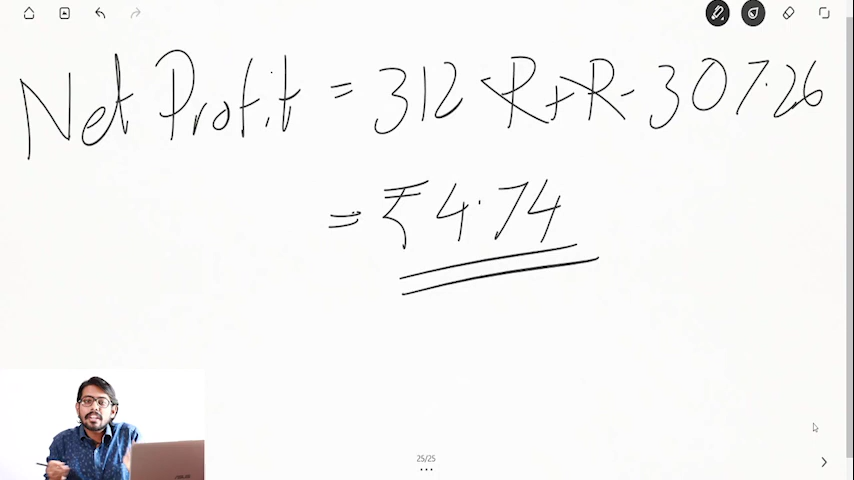 Net Profit = 312 - R + R - 307.26
= ₹ 4.74
25/25